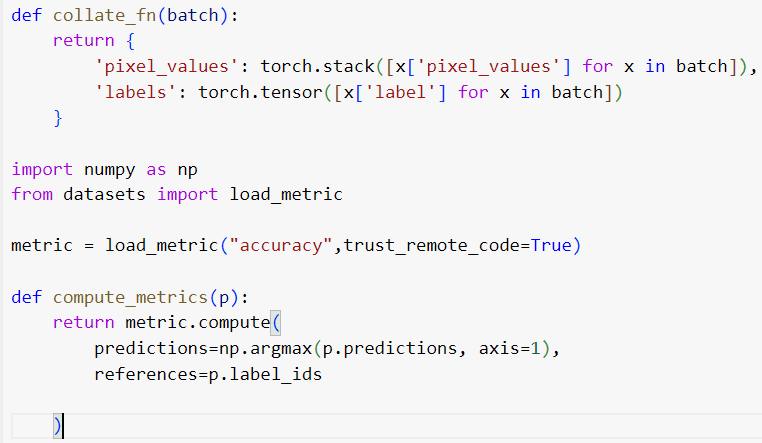 def collate_fn(batch):
    return {
        'pixel_values': torch.stack([x['pixel_values'] for x in batch]),
        'labels': torch.tensor([x['label'] for x in batch])
    }

import numpy as np
from datasets import load_metric

metric = load_metric("accuracy",trust_remote_code=True)

def compute_metrics(p):
    return metric.compute(
        predictions=np.argmax(p.predictions, axis=1),
        references=p.label_ids

    )